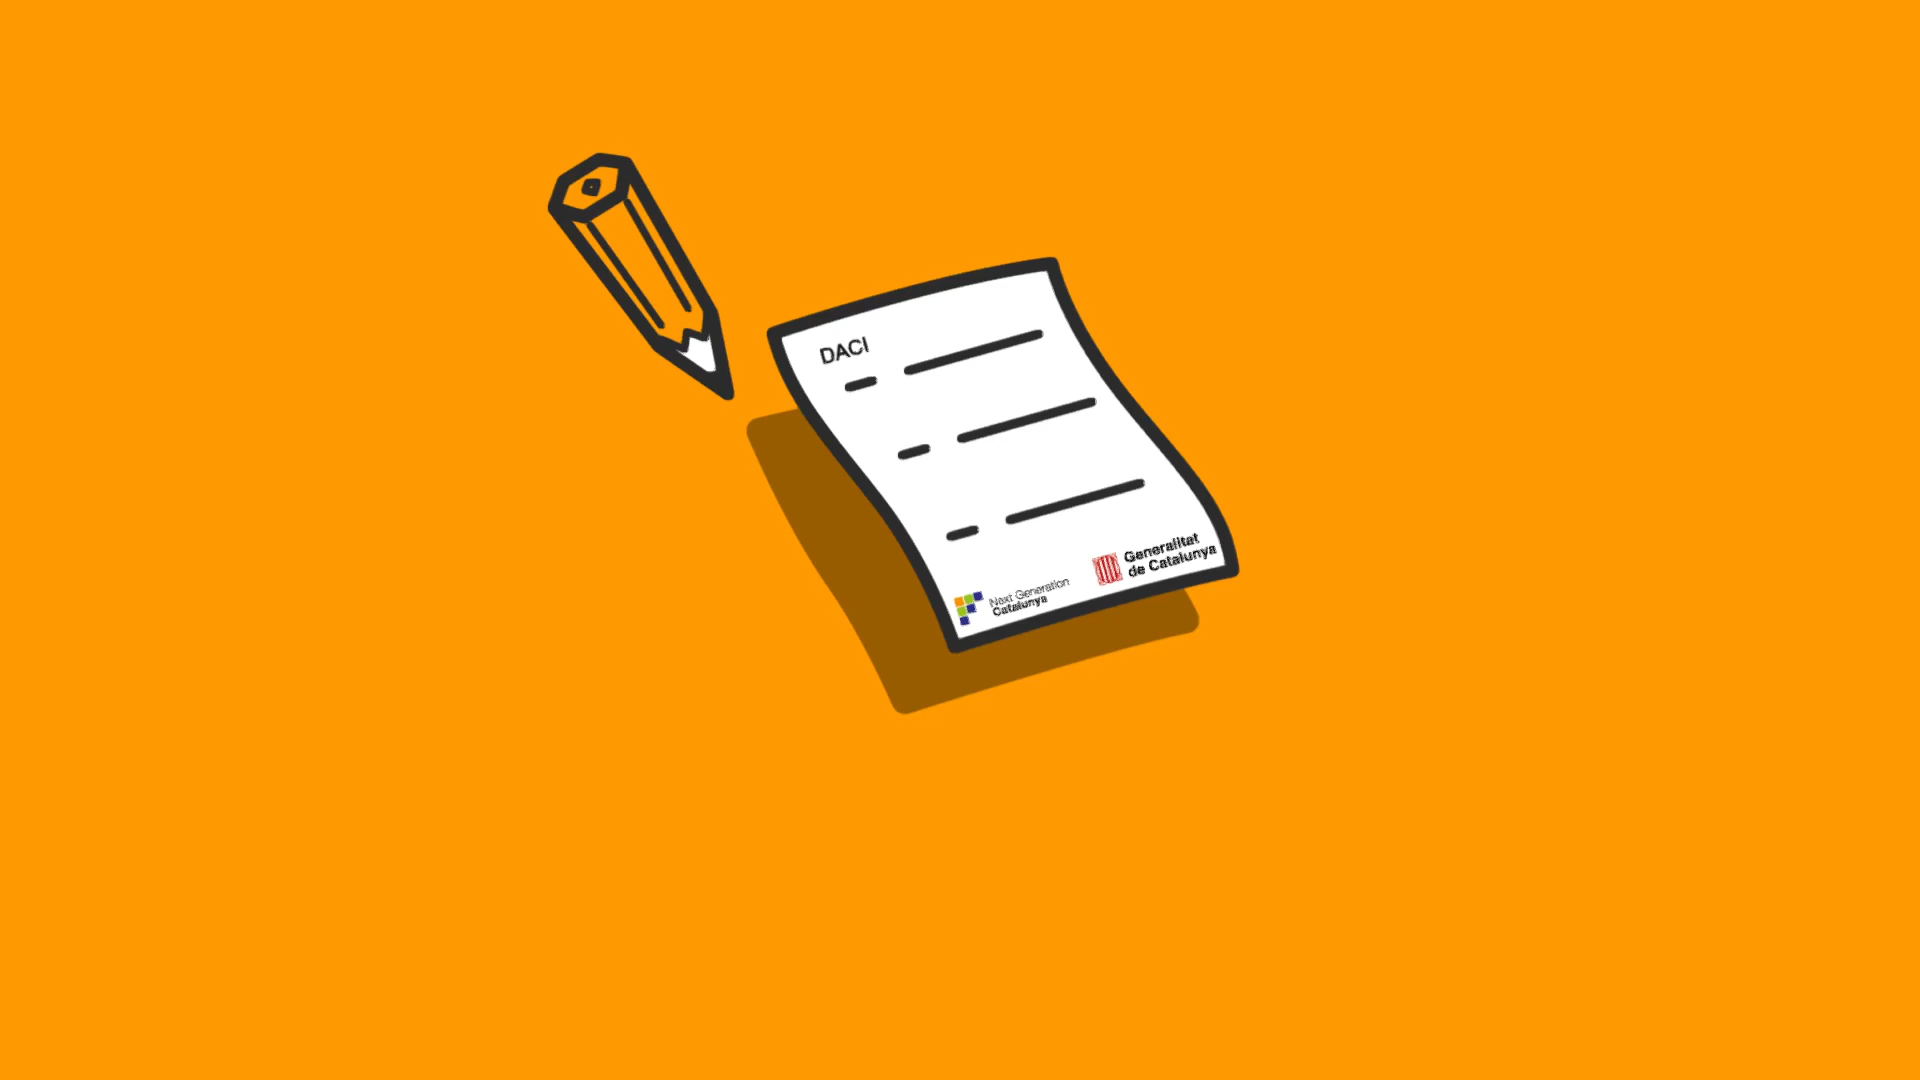 DACI
Generalitat
de Catalunya
Next Generation
Catalunya